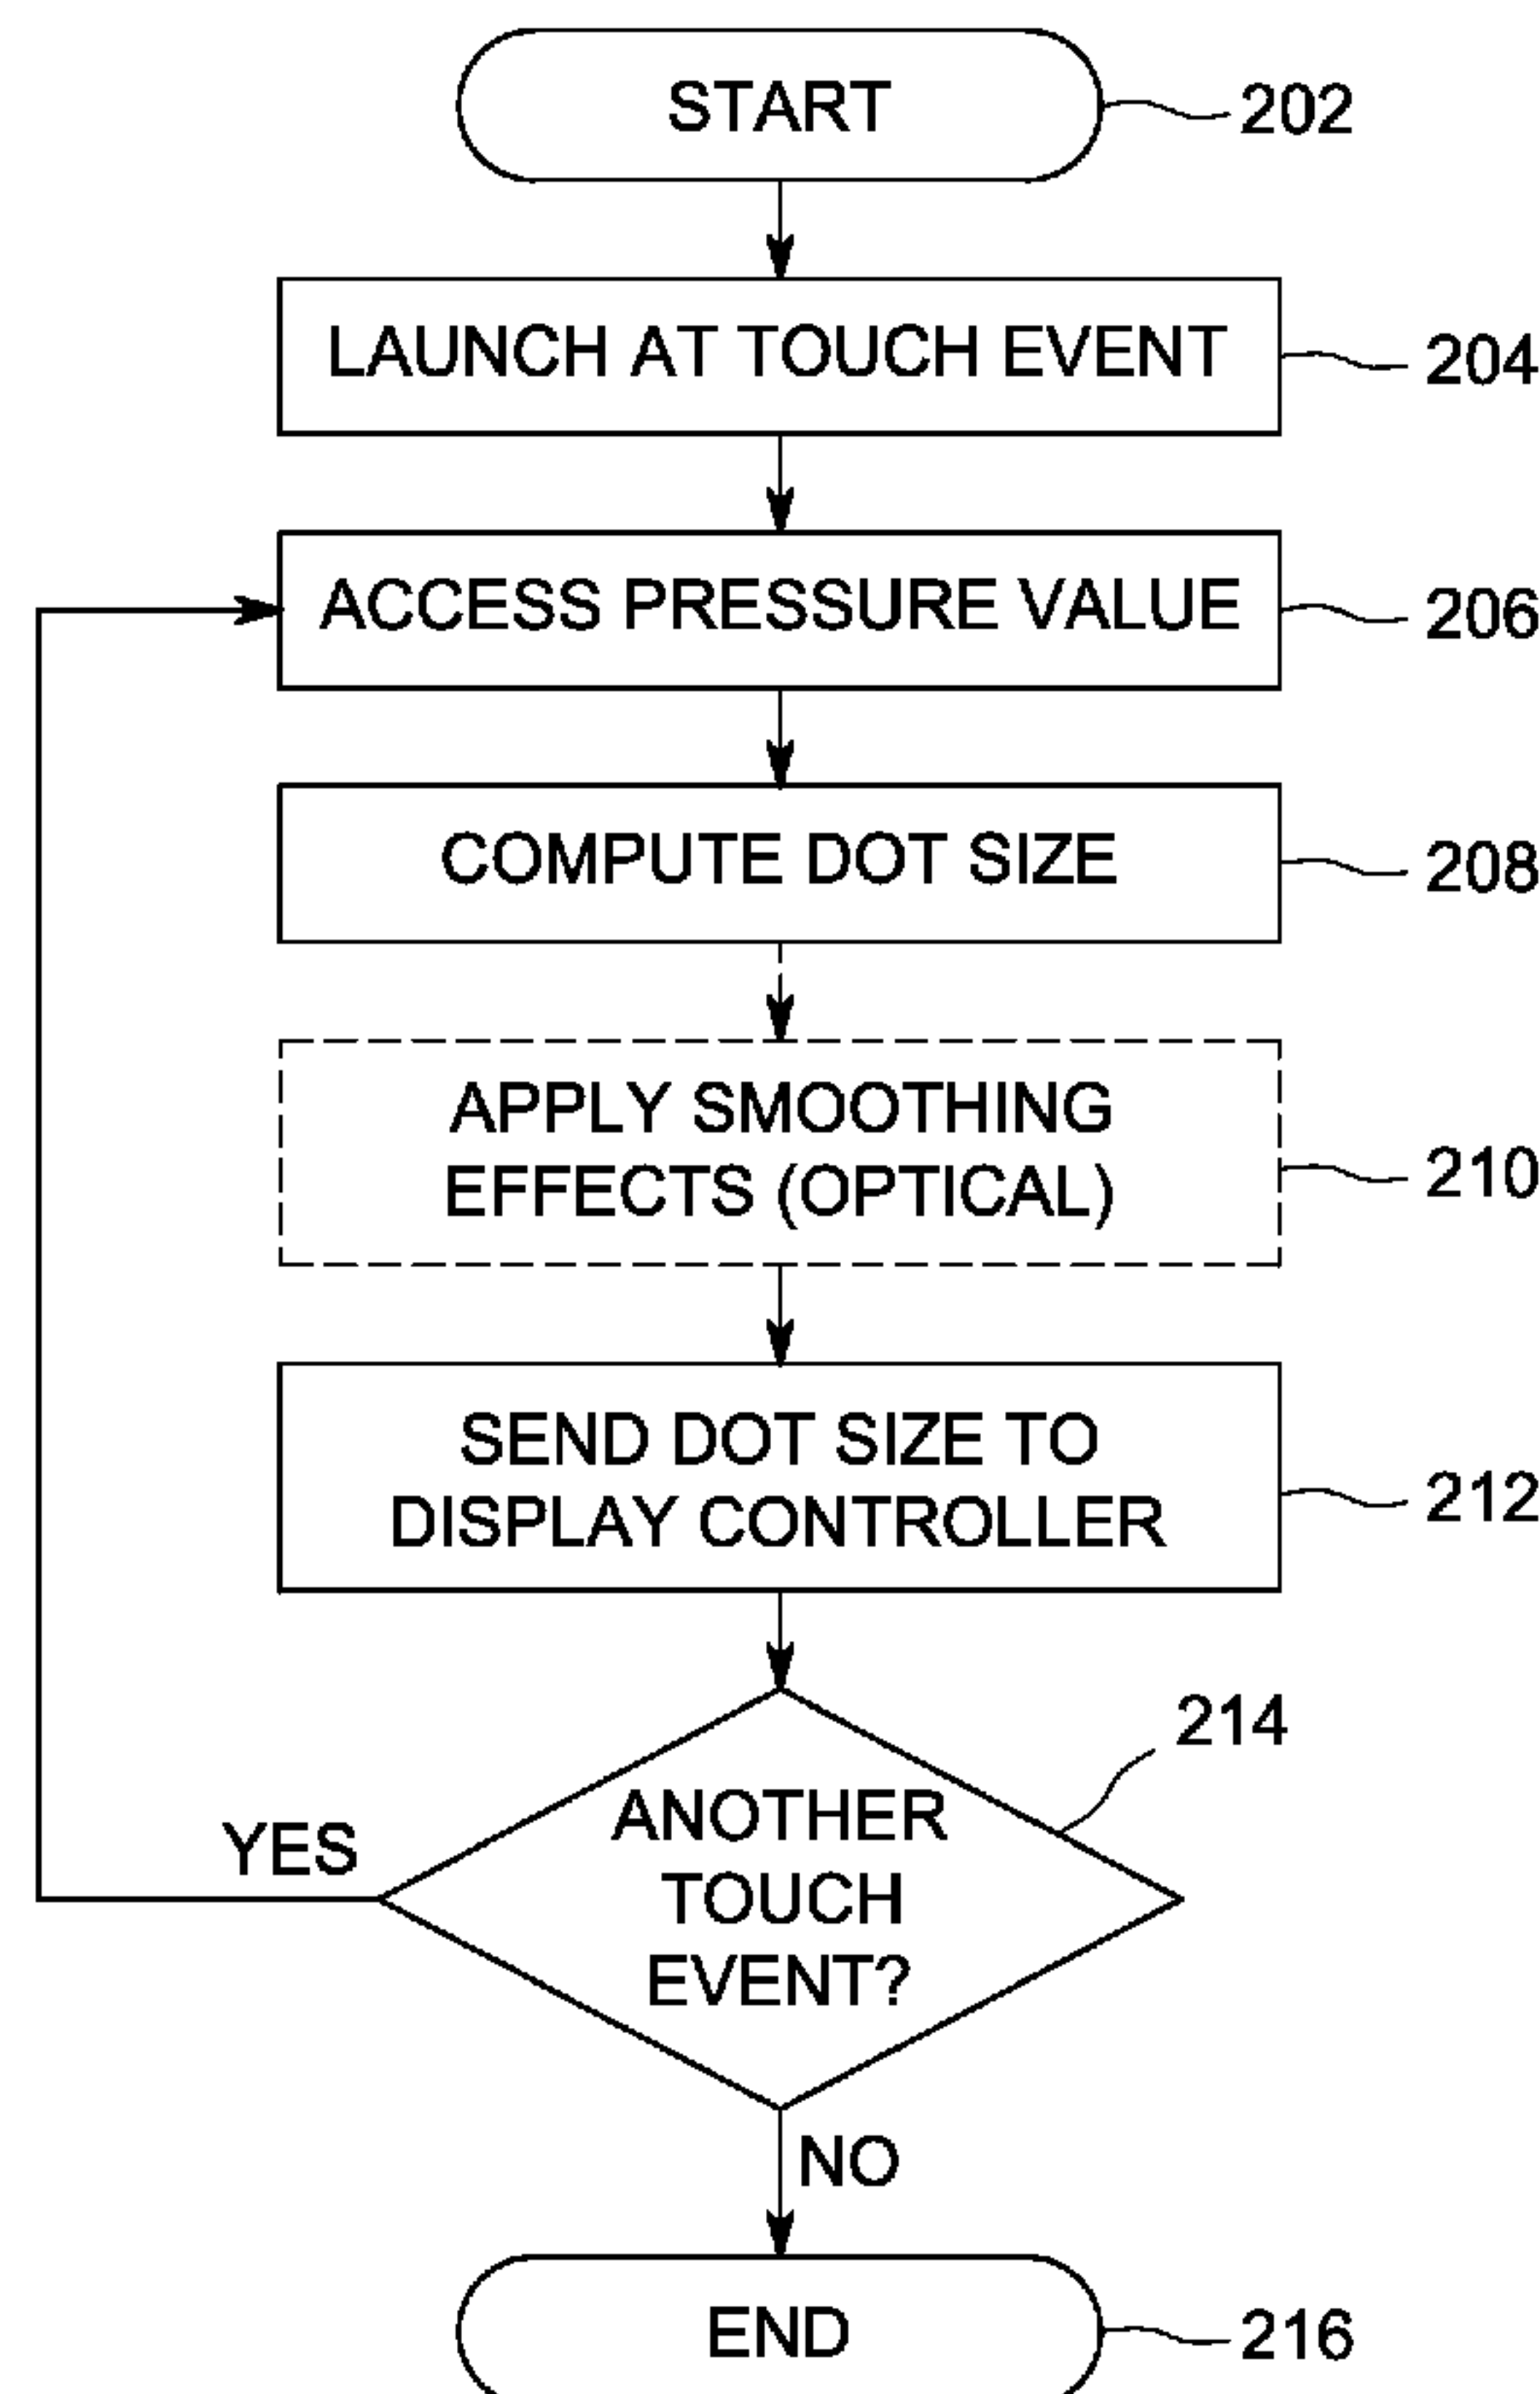 START
202
LAUNCH AT TOUCH EVENT
204
ACCESS PRESSURE VALUE
206
COMPUTE DOT SIZE
208
APPLY SMOOTHING
EFFECTS (OPTICAL)
210
SEND DOT SIZE TO
DISPLAY CONTROLLER
212
214
ANOTHER
TOUCH
EVENT?
YES
NO
END
216